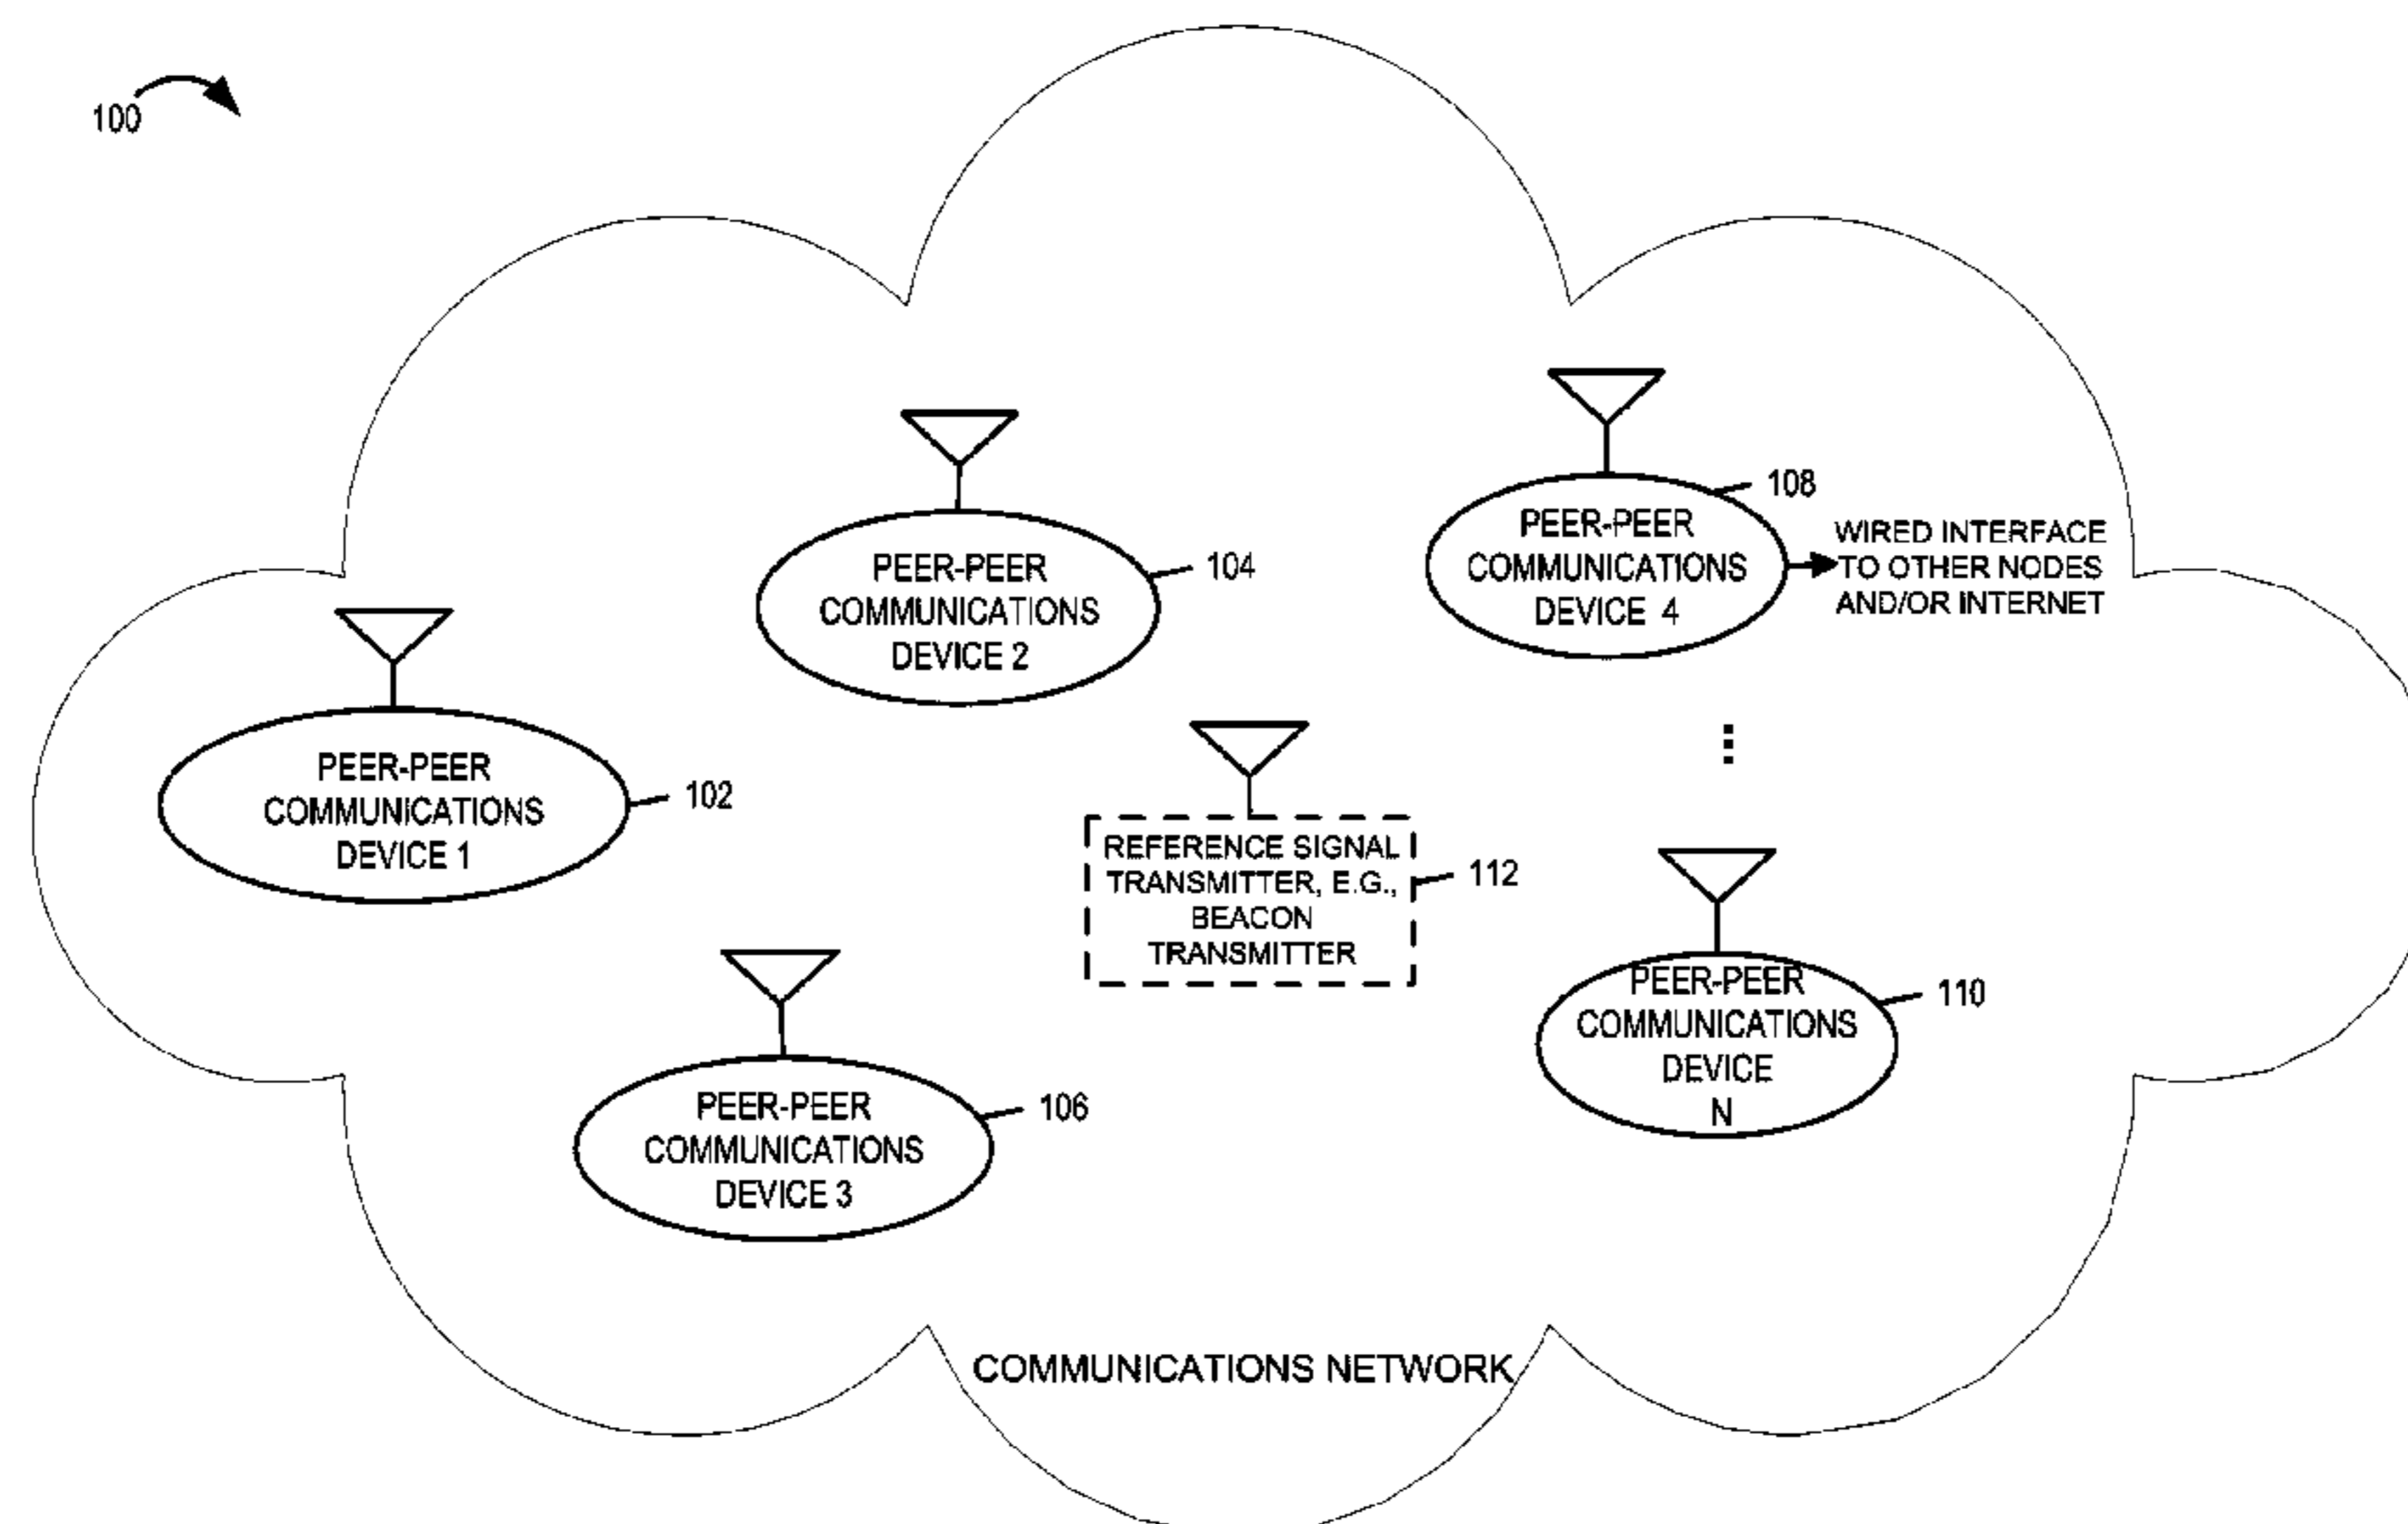 100
PEER-PEER
COMMUNICATIONS
DEVICE 4
108
WIRED INTERFACE
TO OTHER NODES
AND/OR INTERNET
PEER-PEER
COMMUNICATIONS
DEVICE 2
104
PEER-PEER
COMMUNICATIONS
DEVICE 1
102
REFERENCE SIGNAL
TRANSMITTER, E.G.,
BEACON
TRANSMITTER
112
PEER-PEER
COMMUNICATIONS
DEVICE
N
110
PEER-PEER
COMMUNICATIONS
DEVICE 3
106
COMMUNICATIONS NETWORK